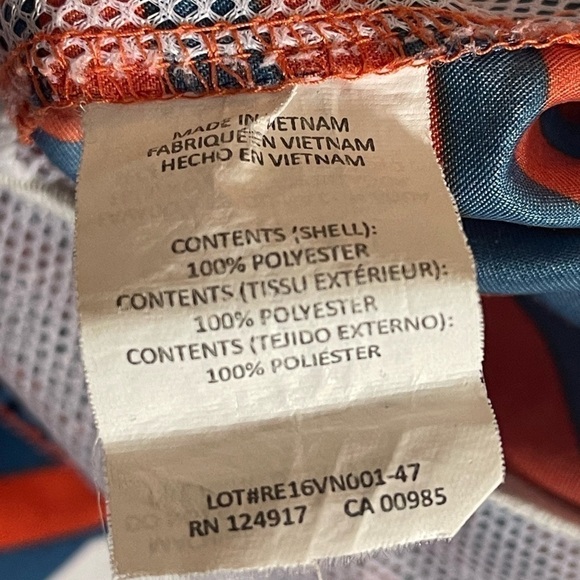 MADE IN VIETNAM
FABRIQUÉ EN VIETNAM
HECHO EN VIETNAM
CONTENTS (SHELL):
100% POLYESTER
CONTENTS (TISSU EXTÉRIEUR):
100% POLYESTER
CONTENTS (TEJIDO EXTERNO):
100% POLIÉSTER
LOT#RE16VN001-47
RN 124917 CA 00985